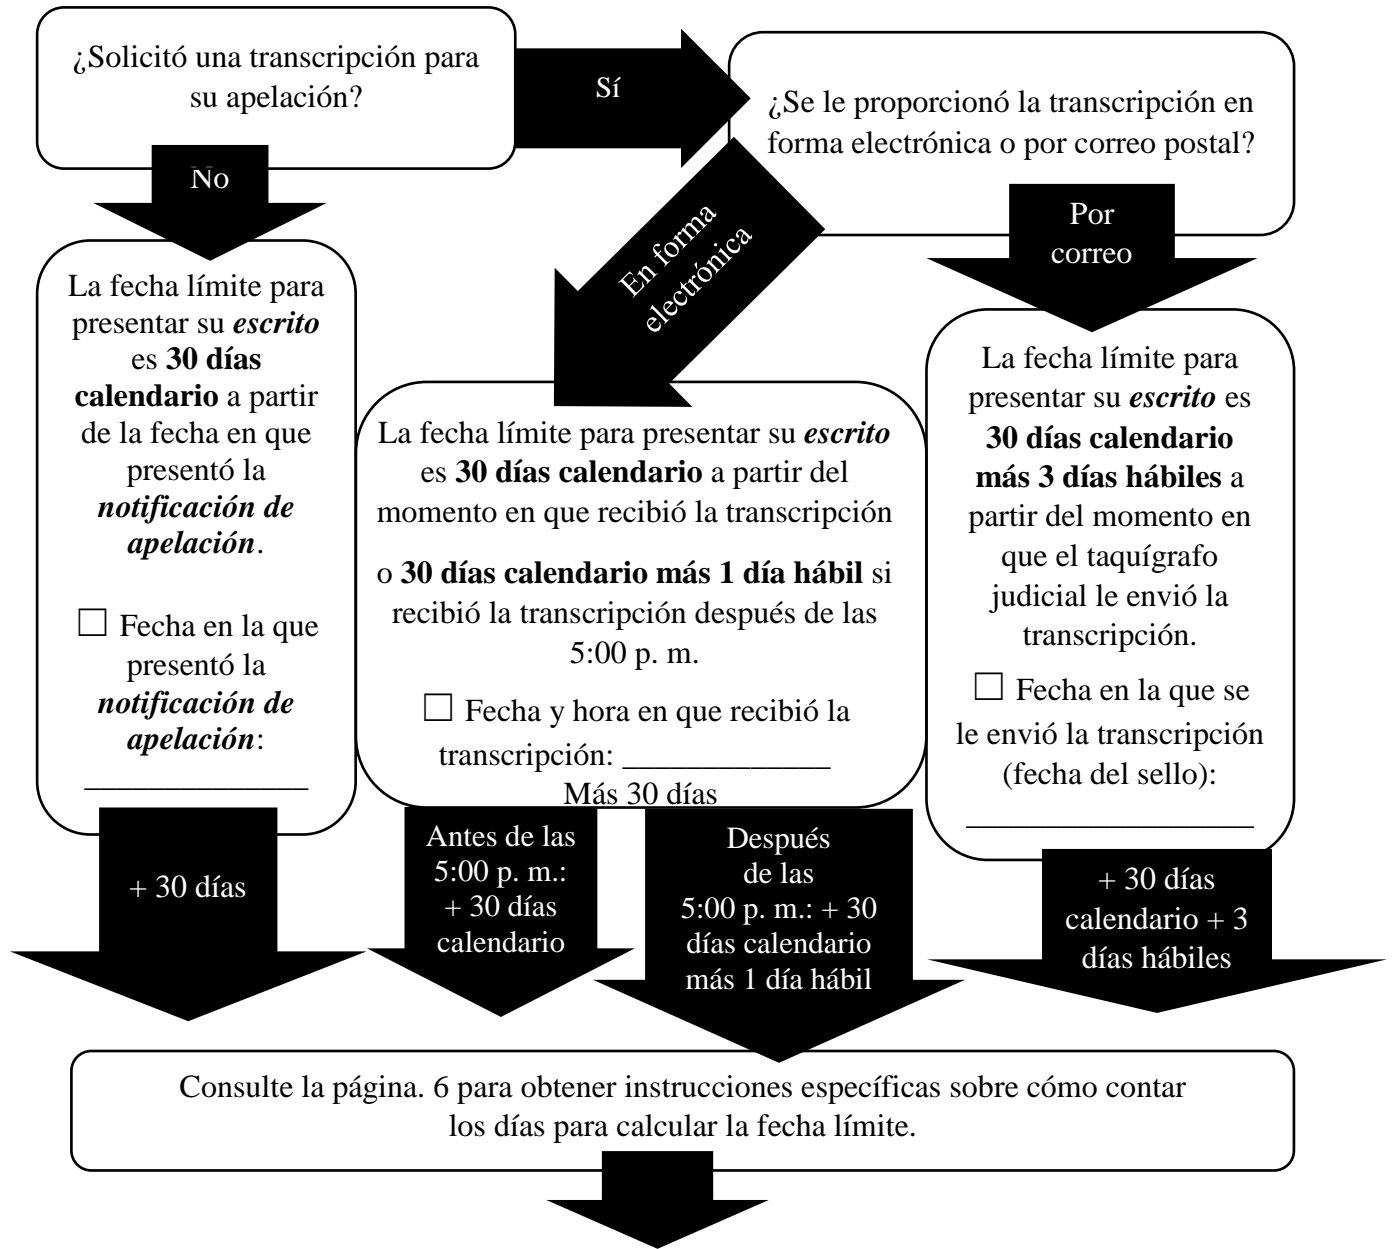 ¿Solicitó una transcripción para
su apelación?
Sí
¿Se le proporcionó la transcripción en
forma electrónica o por correo postal?
No
En forma
electrónica
Por
correo
La fecha límite para
presentar su escrito
es 30 días
calendario a partir
de la fecha en que
presentó la
notificación de
apelación.
☐ Fecha en la que
presentó la
notificación de
apelación:
______________
La fecha límite para presentar su escrito
es 30 días calendario a partir del
momento en que recibió la transcripción
o 30 días calendario más 1 día hábil si
recibió la transcripción después de las
5:00 p. m.
☐ Fecha y hora en que recibió la
transcripción: _____________
Más 30 días
La fecha límite para
presentar su escrito es
30 días calendario
más 3 días hábiles a
partir del momento en
que el taquígrafo
judicial le envió la
transcripción.
☐ Fecha en la que se
le envió la transcripción
(fecha del sello):
__________________
+ 30 días
Antes de las
5:00 p. m.:
+ 30 días
calendario
Después
de las
5:00 p. m.: + 30
días calendario
más 1 día hábil
+ 30 días
calendario + 3
días hábiles
Consulte la página. 6 para obtener instrucciones específicas sobre cómo contar
los días para calcular la fecha límite.